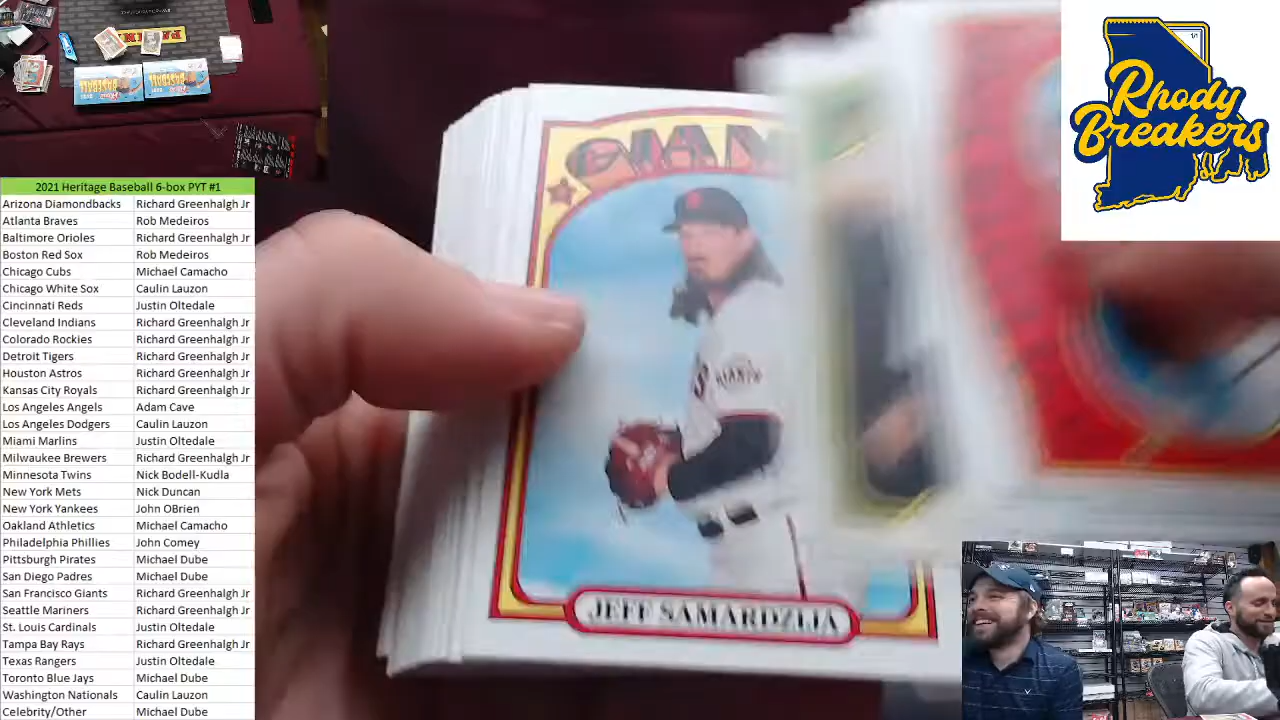 2021 Heritage Baseball 6-box PYT #1
Arizona Diamondbacks Richard Greenhalgh Jr
Atlanta Braves Rob Medeiros
Baltimore Orioles Richard Greenhalgh Jr
Boston Red Sox Rob Medeiros
Chicago Cubs Michael Camacho
Chicago White Sox Caulin Lauzon
Cincinnati Reds Justin Oltedale
Cleveland Indians Richard Greenhalgh Jr
Colorado Rockies Richard Greenhalgh Jr
Detroit Tigers Richard Greenhalgh Jr
Houston Astros Richard Greenhalgh Jr
Kansas City Royals Richard Greenhalgh Jr
Los Angeles Angels Adam Cave
Los Angeles Dodgers Caulin Lauzon
Miami Marlins Justin Oltedale
Milwaukee Brewers Richard Greenhalgh Jr
Minnesota Twins Nick Bodell-Kudla
New York Mets Nick Duncan
New York Yankees John OBrien
Oakland Athletics Michael Camacho
Philadelphia Phillies John Comey
Pittsburgh Pirates Michael Dube
San Diego Padres Michael Dube
San Francisco Giants Richard Greenhalgh Jr
Seattle Mariners Richard Greenhalgh Jr
St. Louis Cardinals Justin Oltedale
Tampa Bay Rays Richard Greenhalgh Jr
Texas Rangers Justin Oltedale
Toronto Blue Jays Michael Dube
Washington Nationals Caulin Lauzon
Celebrity/Other Michael Dube
GIANTS
JEFF SAMARDZIJA
1/1
Rhody
Breakers
BASEBALL
BASEBALL